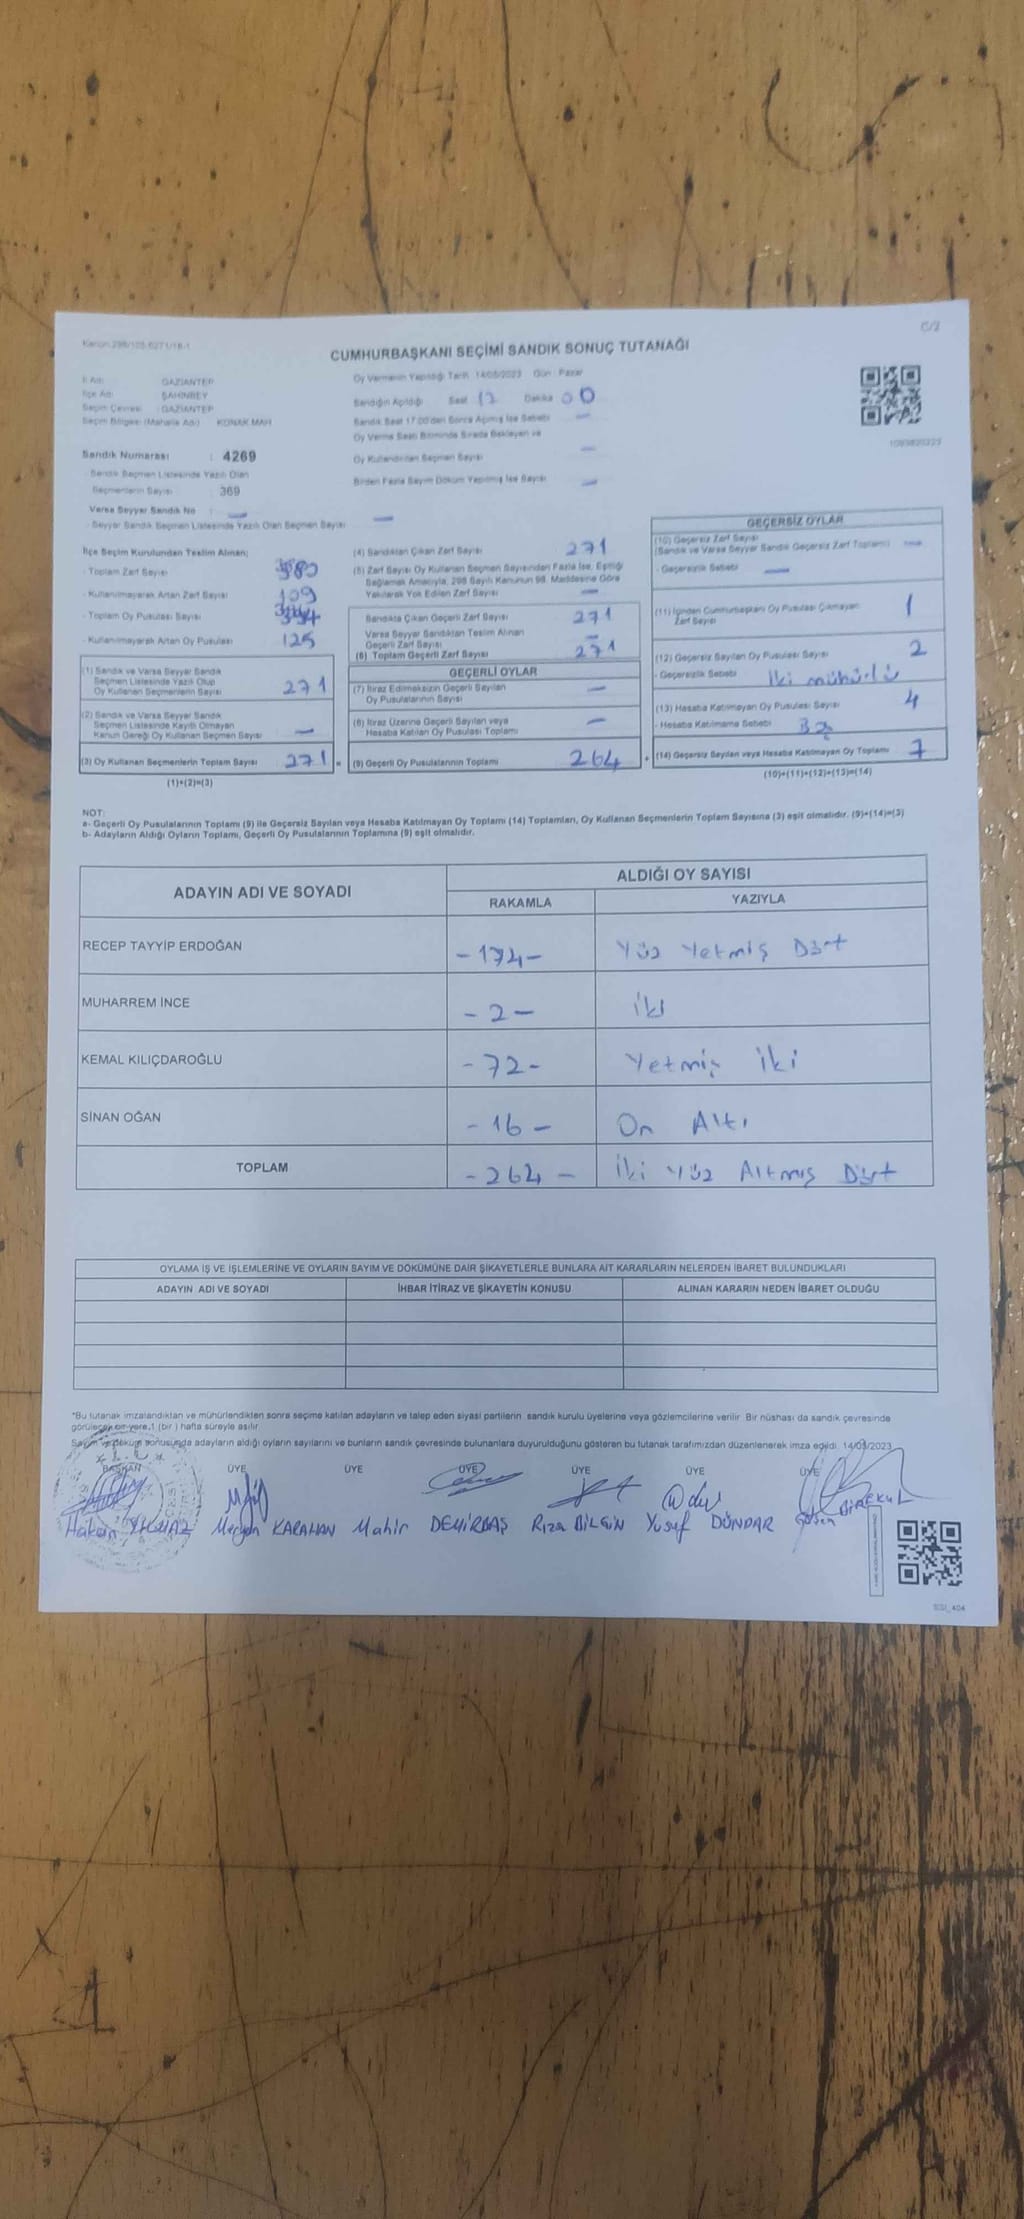 C/2
CUMHURBAŞKANI SEÇİMİ SANDIK SONUÇ TUTANAĞI
İl Adı : GAZİANTEP
İlçe Adı : ŞAHİNBEY
Seçim Çevresi : GAZİANTEP
Seçim Bölgesi (Mahalle Adı) KONAK MAH
Sandık Numarası : 4269
Sandık Seçmen Listesinde Yazılı Olan
Seçmenlerin Sayısı : 369
Varsa Seyyar Sandık No : —
- Seyyar Sandık Seçmen Listesinde Yazılı Olan Seçmen Sayısı —
Oy Vermenin Yapıldığı Tarih 14/05/2023 Gün : Pazar
Sandığın Açıldığı Saat 17 Dakika 00
Sandık Saat 17.00'den Sonra Açılmış İse Sebebi —
Oy Verme Saati Bitiminde Sırada Bekleyen ve
Oy Kullandırılan Seçmen Sayısı —
Birden Fazla Sayım Döküm Yapılmış İse Sayısı —
İlçe Seçim Kurulundan Teslim Alınan;
- Toplam Zarf Sayısı
- Kullanılmayarak Artan Zarf Sayısı 109
- Toplam Oy Pusulası Sayısı
- Kullanılmayarak Artan Oy Pusulası 125
(1) Sandık ve Varsa Seyyar Sandık
Seçmen Listesinde Yazılı Olup
Oy Kullanan Seçmenlerin Sayısı 271
(2) Sandık ve Varsa Seyyar Sandık
Seçmen Listesinde Kayıtlı Olmayan
Kanun Gereği Oy Kullanan Seçmen Sayısı —
(3) Oy Kullanan Seçmenlerin Toplam Sayısı 271 =
(1)+(2)=(3)
(4) Sandıktan Çıkan Zarf Sayısı 271
(5) Zarf Sayısı Oy Kullanan Seçmen Sayısından Fazla İse, Eşitliği
Sağlamak Amacıyla, 298 Sayılı Kanunun 98. Maddesine Göre
Yakılarak Yok Edilen Zarf Sayısı —
Sandıkta Çıkan Geçerli Zarf Sayısı 271
Varsa Seyyar Sandıktan Teslim Alınan
Geçerli Zarf Sayısı —
(6) Toplam Geçerli Zarf Sayısı 271
GEÇERLİ OYLAR
(7) İtiraz Edilmeksizin Geçerli Sayılan
Oy Pusulalarının Sayısı —
(8) İtiraz Üzerine Geçerli Sayılan veya
Hesaba Katılan Oy Pusulası Toplamı —
(9) Geçerli Oy Pusulalarının Toplamı 264 +
GEÇERSİZ OYLAR
(10) Geçersiz Zarf Sayısı
(Sandık ve Varsa Seyyar Sandık Geçersiz Zarf Toplamı) —
- Geçersizlik Sebebi —
(11) İçinden Cumhurbaşkanı Oy Pusulası Çıkmayan
Zarf Sayısı 1
(12) Geçersiz Sayılan Oy Pusulası Sayısı 2
- Geçersizlik Sebebi İki mühürlü
(13) Hesaba Katılmayan Oy Pusulası Sayısı 4
- Hesaba Katılmama Sebebi
(14) Geçersiz Sayılan veya Hesaba Katılmayan Oy Toplamı 7
(10)+(11)+(12)+(13)=(14)
NOT:
a- Geçerli Oy Pusulalarının Toplamı (9) ile Geçersiz Sayılan veya Hesaba Katılmayan Oy Toplamı (14) Toplamları, Oy Kullanan Seçmenlerin Toplam Sayısına (3) eşit olmalıdır. (9)+(14)=(3)
b- Adayların Aldığı Oyların Toplamı, Geçerli Oy Pusulalarının Toplamına (9) eşit olmalıdır.
ADAYIN ADI VE SOYADI
ALDIĞI OY SAYISI
RAKAMLA YAZIYLA
RECEP TAYYİP ERDOĞAN -174- Yüz Yetmiş Dört
MUHARREM İNCE -2- İki
KEMAL KILIÇDAROĞLU -72- Yetmiş İki
SİNAN OĞAN -16- On Altı
TOPLAM -264- İki Yüz Altmış Dört
OYLAMA İŞ VE İŞLEMLERİNE VE OYLARIN SAYIM VE DÖKÜMÜNE DAİR ŞİKAYETLERLE BUNLARA AİT KARARLARIN NELERDEN İBARET BULUNDUKLARI
ADAYIN ADI VE SOYADI İHBAR İTİRAZ VE ŞİKAYETİN KONUSU ALINAN KARARIN NEDEN İBARET OLDUĞU
*Bu tutanak imzalandıktan ve mühürlendikten sonra seçime katılan adayların ve talep eden siyasi partilerin sandık kurulu üyelerine veya gözlemcilerine verilir. Bir nüshası da sandık çevresinde
görülecek bir yere 1 (bir) hafta süreyle asılır.
Sayım ve döküm sonusunda adayların aldığı oyların sayılarını ve bunların sandık çevresinde bulunanlara duyurulduğunu gösteren bu tutanak tarafımızdan düzenlenerek imza edildi. 14/05/2023
BAŞKAN ÜYE ÜYE ÜYE ÜYE ÜYE ÜYE
Hakan YILMAZ Meryem KARAHAN Mahir DEMİRBAŞ Rıza BİLGİN Yusuf DÜNDAR BİREKUL